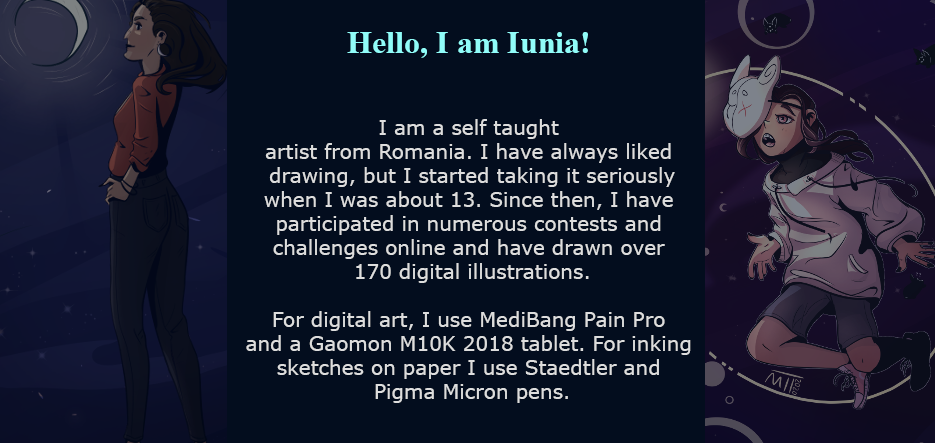 Hello, I am Iunia!
I am a self taught
artist from Romania. I have always liked
drawing, but I started taking it seriously
when I was about 13. Since then, I have
participated in numerous contests and
challenges online and have drawn over
170 digital illustrations.
For digital art, I use MediBang Pain Pro
and a Gaomon M10K 2018 tablet. For inking
sketches on paper I use Staedtler and
Pigma Micron pens.